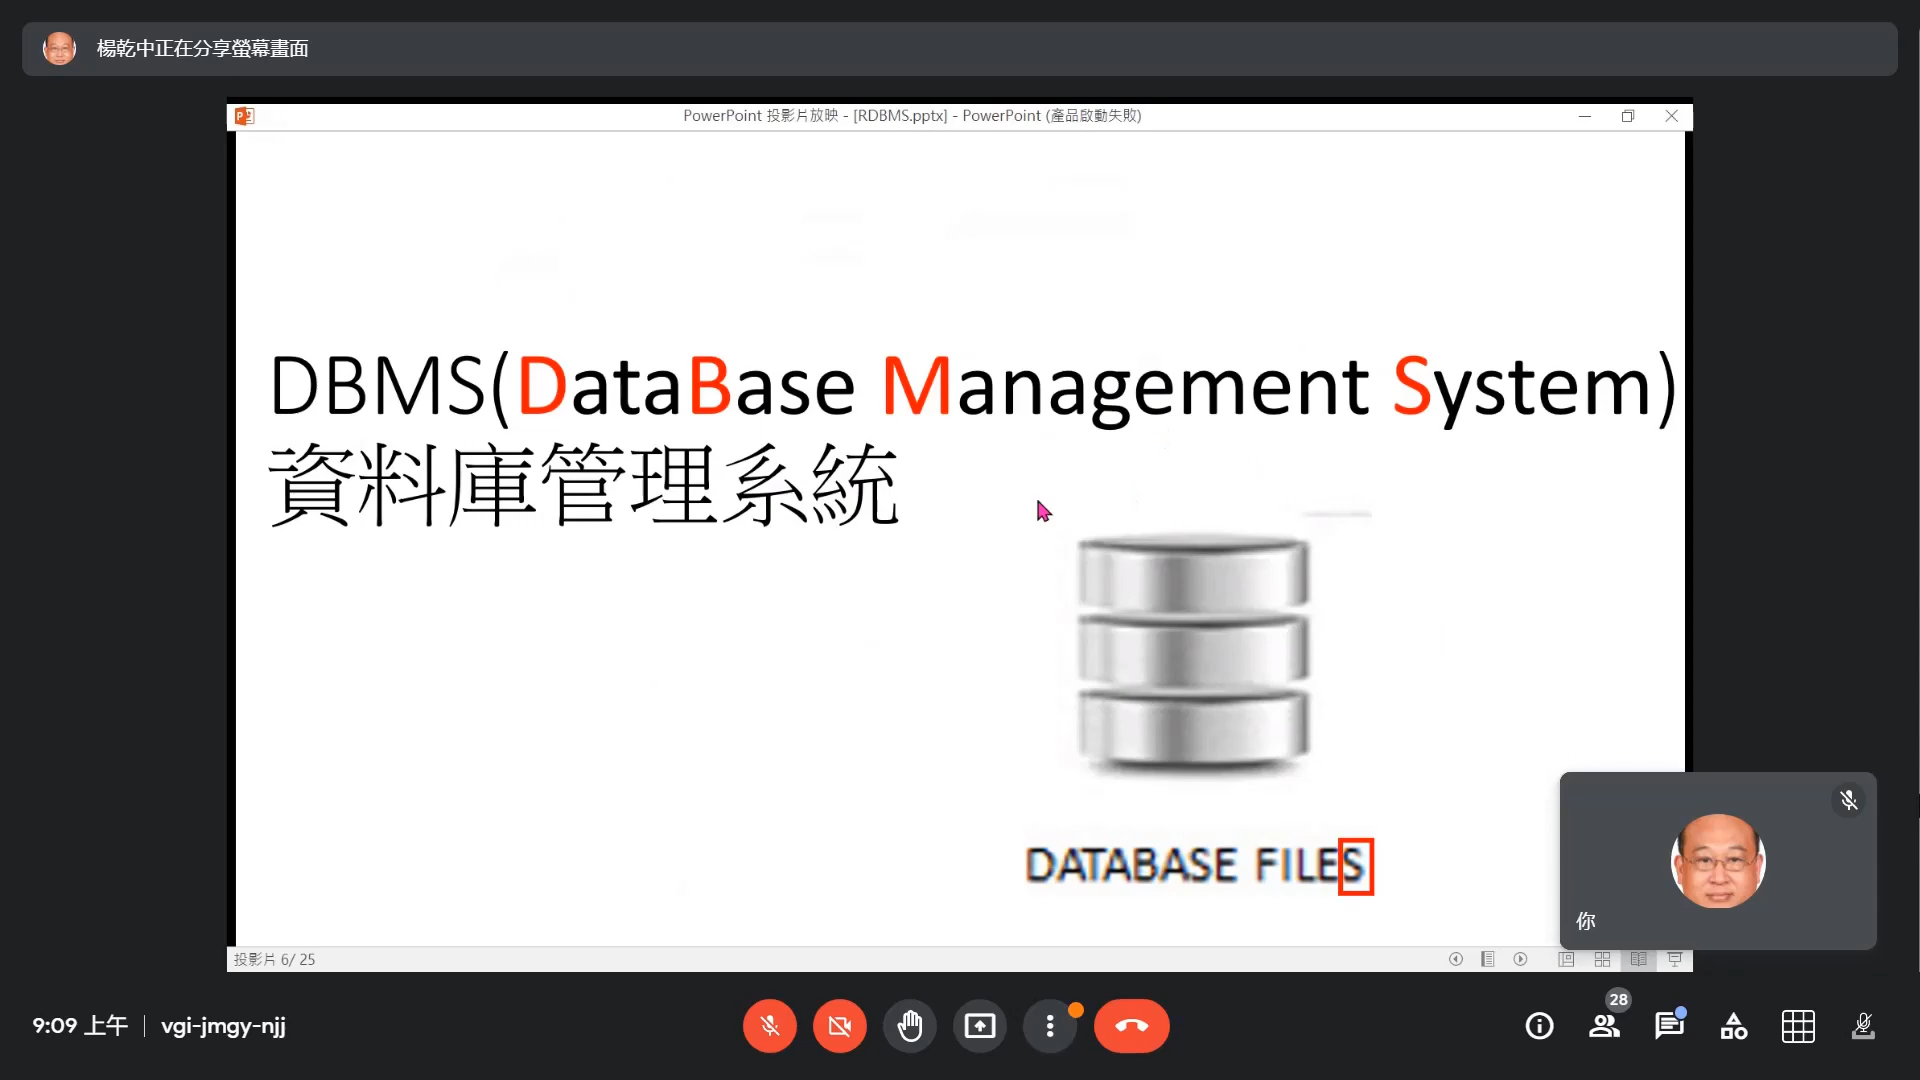 楊乾中正在分享螢幕畫面
PowerPoint 投影片放映 - [RDBMS.pptx] - PowerPoint (產品啟動失敗)
DBMS(DataBase Management System)
資料庫管理系統
DATABASE FILES
你
投影片 6/ 25
28
9:09 上午
vgi-jmgy-njj